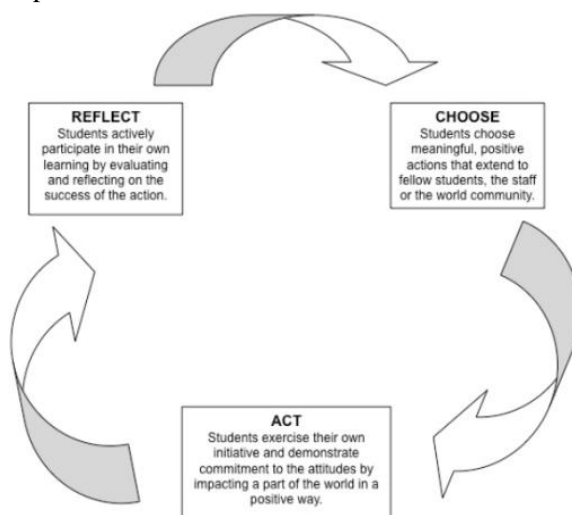 REFLECT
Students actively
participate in their own
learning by evaluating
and reflecting on the
success of the action.
CHOOSE
Students choose
meaningful, positive
actions that extend to
fellow students, the staff
or the world community.
ACT
Students exercise their own
initiative and demonstrate
commitment to the attitudes by
impacting a part of the world in a
positive way.